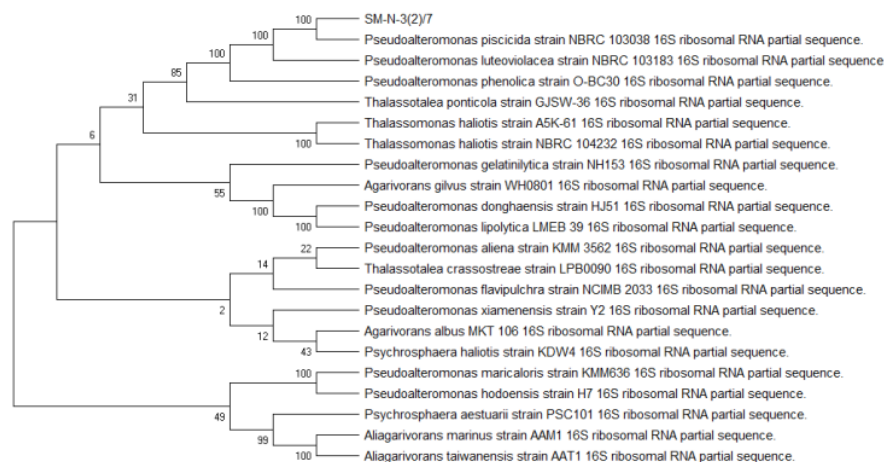 100
SM-N-3(2)/7
100
Pseudoalteromonas piscicida strain NBRC 103038 16S ribosomal RNA partial sequence.
100
Pseudoalteromonas luteoviolacea strain NBRC 103183 16S ribosomal RNA partial sequence
85
Pseudoalteromonas phenolica strain O-BC30 16S ribosomal RNA partial sequence.
31
Thalassotalea ponticola strain GJSW-36 16S ribosomal RNA partial sequence.
Thalassomonas haliotis strain A5K-61 16S ribosomal RNA partial sequence.
6
100
Thalassomonas haliotis strain NBRC 104232 16S ribosomal RNA partial sequence.
Pseudoalteromonas gelatinilytica strain NH153 16S ribosomal RNA partial sequence.
55
Agarivorans gilvus strain WH0801 16S ribosomal RNA partial sequence.
100
Pseudoalteromonas donghaensis strain HJ51 16S ribosomal RNA partial sequence.
100
Pseudoalteromonas lipolytica LMEB 39 16S ribosomal RNA partial sequence.
22
Pseudoalteromonas aliena strain KMM 3562 16S ribosomal RNA partial sequence.
14
Thalassotalea crassostreae strain LPB0090 16S ribosomal RNA partial sequence.
Pseudoalteromonas flavipulchra strain NCIMB 2033 16S ribosomal RNA partial sequence.
2
Pseudoalteromonas xiamenensis strain Y2 16S ribosomal RNA partial sequence.
12
Agarivorans albus MKT 106 16S ribosomal RNA partial sequence.
43
Psychrosphaera haliotis strain KDW4 16S ribosomal RNA partial sequence.
100
Pseudoalteromonas maricaloris strain KMM636 16S ribosomal RNA partial sequence.
Pseudoalteromonas hodoensis strain H7 16S ribosomal RNA partial sequence.
49
Psychrosphaera aestuarii strain PSC101 16S ribosomal RNA partial sequence.
99
Aliagarivorans marinus strain AAM1 16S ribosomal RNA partial sequence.
100
Aliagarivorans taiwanensis strain AAT1 16S ribosomal RNA partial sequence.